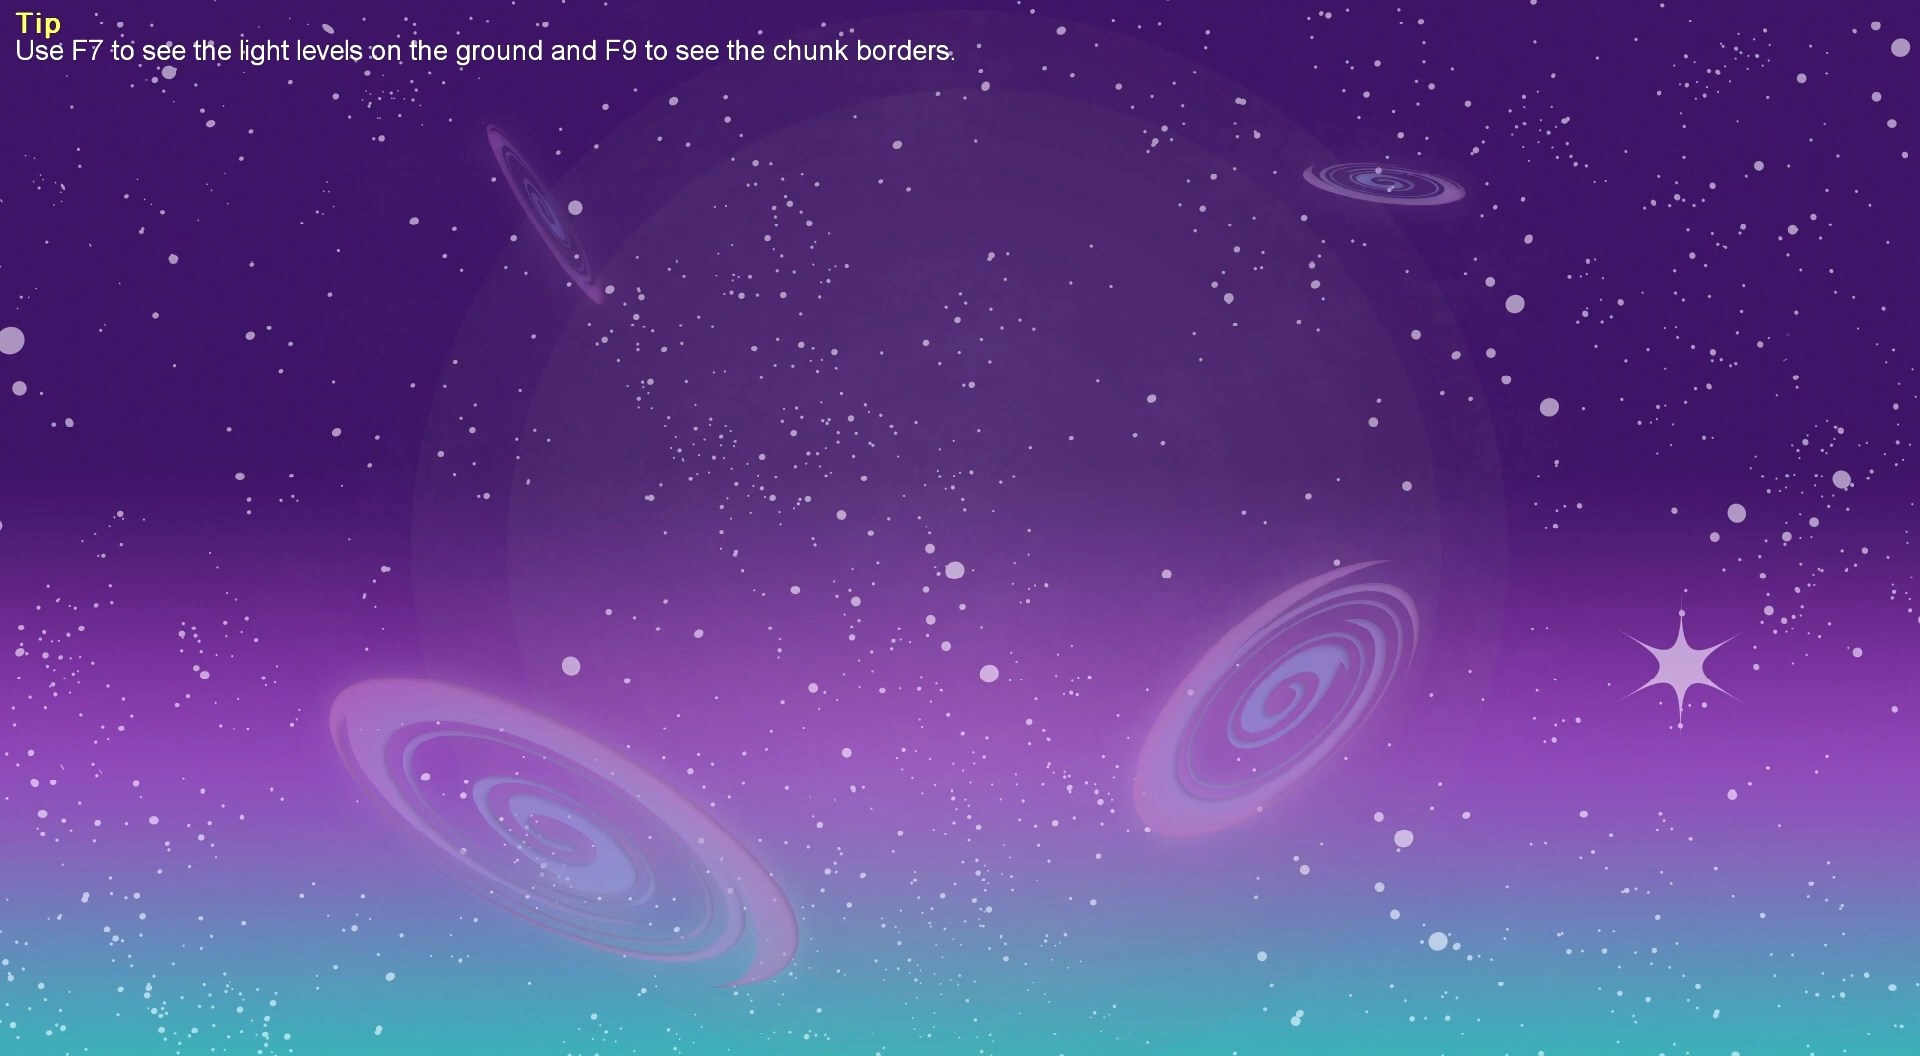 Tip
Use F7 to see the light levels on the ground and F9 to see the chunk borders.